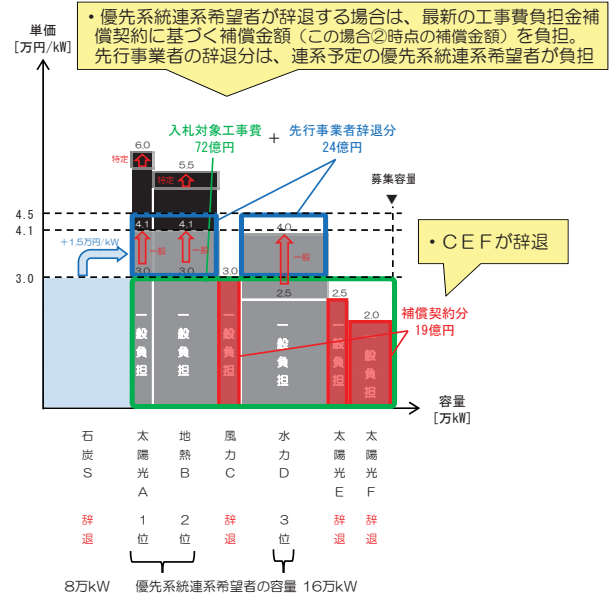 ・優先系統連系希望者が辞退する場合は、最新の工事費負担金補
償契約に基づく補償金額（この場合②時点の補償金額）を負担。
先行事業者の辞退分は、連系予定の優先系統連系希望者が負担
単価
[万円/kW]
入札対象工事費
72億円
＋
先行事業者辞退分
24億円
6.0
特定
5.5
特定
募集容量
4.5
4.1
3.0
＋1.5万円/kW
4.1
4.1
4.0
一般
一般
一般
3.0
3.0
3.0
2.5
2.5
2.0
・ＣＥＦが辞退
補償契約分
19億円
一般負担
一般負担
一般負担
一般負担
一般負担
一般負担
容量
[万kW]
石炭Ｓ
太陽光Ａ
地熱Ｂ
風力Ｃ
水力Ｄ
太陽光Ｅ
太陽光Ｆ
辞退
１位
２位
辞退
３位
辞退
辞退
8万kW
優先系統連系希望者の容量 16万kW